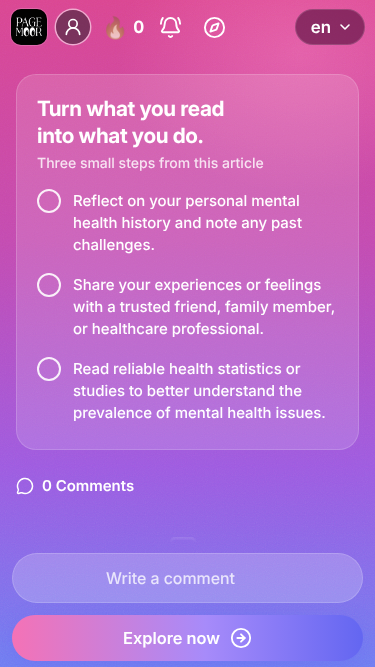 PAGE
MOOR
0
en
Turn what you read
into what you do.
Three small steps from this article
Reflect on your personal mental
health history and note any past
challenges.
Share your experiences or feelings
with a trusted friend, family member,
or healthcare professional.
Read reliable health statistics or
studies to better understand the
prevalence of mental health issues.
0 Comments
Write a comment
Explore now